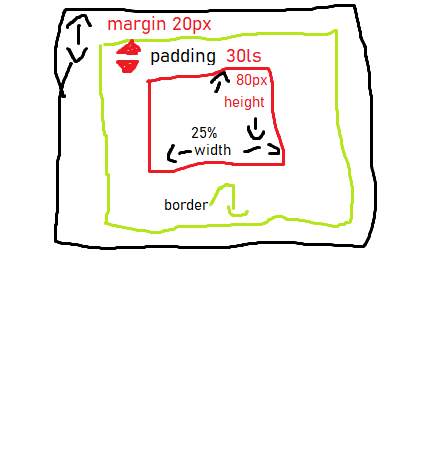 margin 20px
padding 30ls
80px
height
25%
width
border